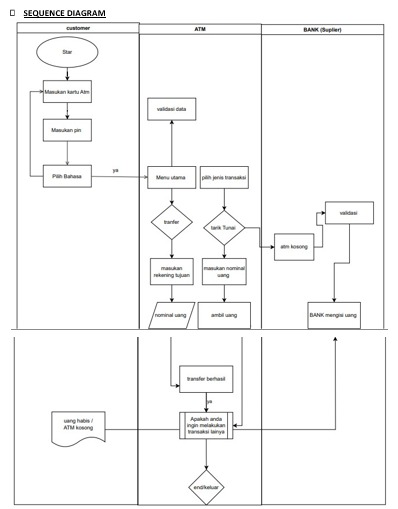 SEQUENCE DIAGRAM
customer
ATM
BANK (Suplier)
Star
Masukan kartu Atm
Masukan pin
Pilih Bahasa
ya
validasi data
Menu utama
pilih jenis transaksi
tranfer
tarik Tunai
masukan
rekening tujuan
masukan nominal
uang
nominal uang
ambil uang
atm kosong
validasi
BANK mengisi uang
transfer berhasil
ya
Apakah anda
ingin melakukan
transaksi lainya
uang habis /
ATM kosong
end/keluar